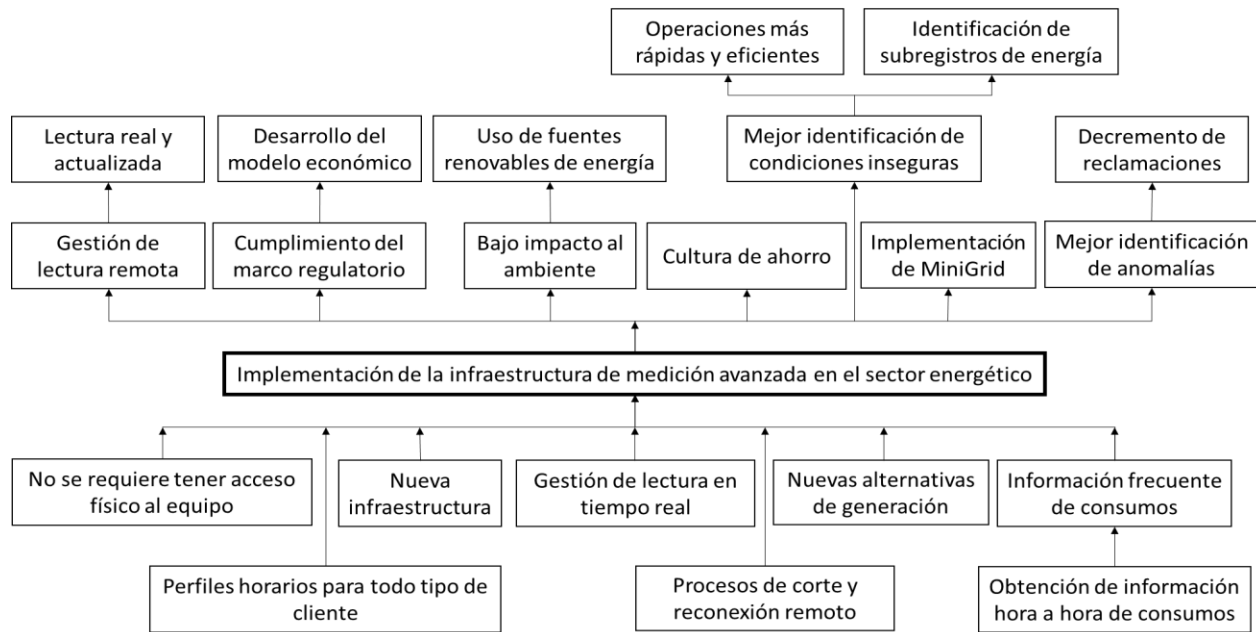 Operaciones más
rápidas y eficientes
Identificación de
subregistros de energía
Lectura real y
actualizada
Desarrollo del
modelo económico
Uso de fuentes
renovables de energía
Mejor identificación de
condiciones inseguras
Decremento de
reclamaciones
Gestión de
lectura remota
Cumplimiento del
marco regulatorio
Bajo impacto al
ambiente
Cultura de ahorro
Implementación
de MiniGrid
Mejor identificación
de anomalías
Implementación de la infraestructura de medición avanzada en el sector energético
No se requiere tener acceso
físico al equipo
Nueva
infraestructura
Gestión de lectura en
tiempo real
Nuevas alternativas
de generación
Información frecuente
de consumos
Perfiles horarios para todo tipo de
cliente
Procesos de corte y
reconexión remoto
Obtención de información
hora a hora de consumos